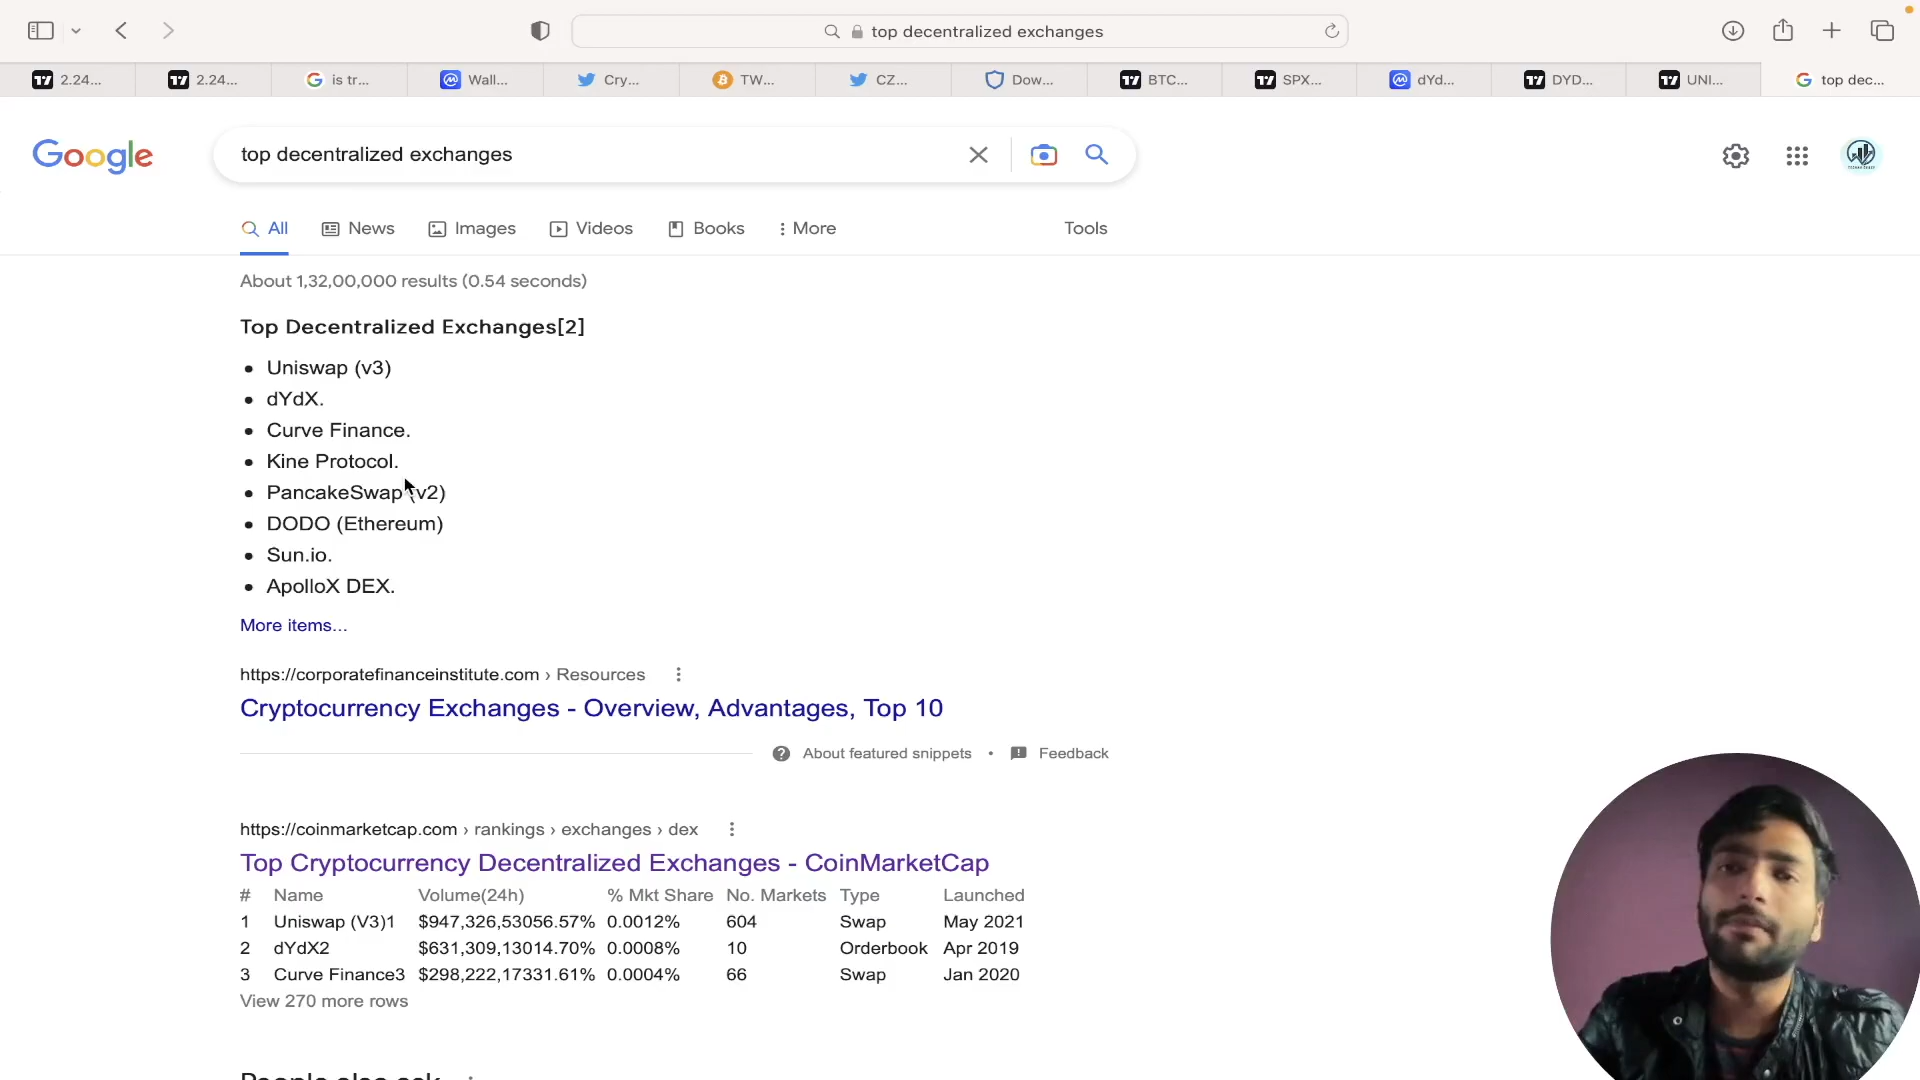 top decentralized exchanges
2.24...
2.24...
is tr...
Wall...
Cry...
TW...
CZ...
Dow...
BTC...
SPX...
dYd...
DYD...
UNI...
top dec...
Google
top decentralized exchanges
All
News
Images
Videos
Books
More
Tools
About 1,32,00,000 results (0.54 seconds)
Top Decentralized Exchanges[2]
Uniswap (v3)
dYdX.
Curve Finance.
Kine Protocol.
PancakeSwap (v2)
DODO (Ethereum)
Sun.io.
ApolloX DEX.
More items...
https://corporatefinanceinstitute.com › Resources
Cryptocurrency Exchanges - Overview, Advantages, Top 10
About featured snippets • Feedback
https://coinmarketcap.com › rankings › exchanges › dex
Top Cryptocurrency Decentralized Exchanges - CoinMarketCap
# Name Volume(24h) % Mkt Share No. Markets Type Launched
1 Uniswap (V3)1 $947,326,53056.57% 0.0012% 604 Swap May 2021
2 dYdX2 $631,309,13014.70% 0.0008% 10 Orderbook Apr 2019
3 Curve Finance3 $298,222,17331.61% 0.0004% 66 Swap Jan 2020
View 270 more rows
People also ask